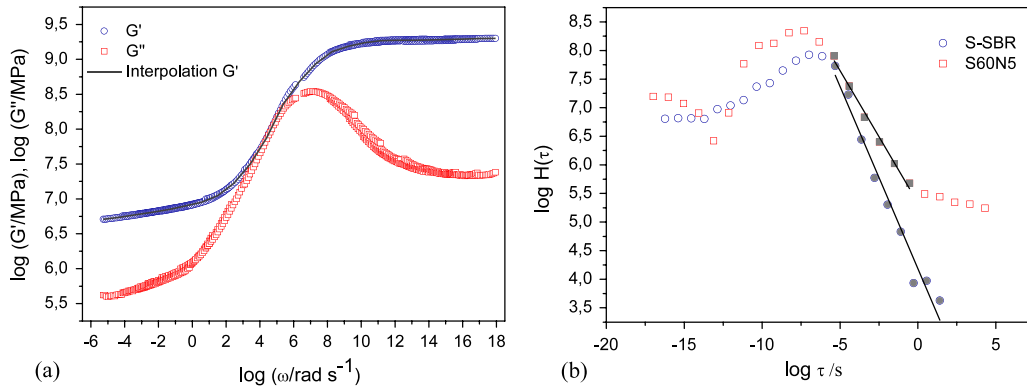 9,5
9,0
8,5
8,0
7,5
7,0
6,5
6,0
5,5
log (G'/MPa), log (G''/MPa)
G'
G''
Interpolation G'
-6 -4 -2 0 2 4 6 8 10 12 14 16 18
log (ω/rad s⁻¹)
(a)
8,5
8,0
7,5
7,0
6,5
6,0
5,5
5,0
4,5
4,0
3,5
log H(τ)
S-SBR
S60N5
-20 -15 -10 -5 0 5 10
log τ /s
(b)